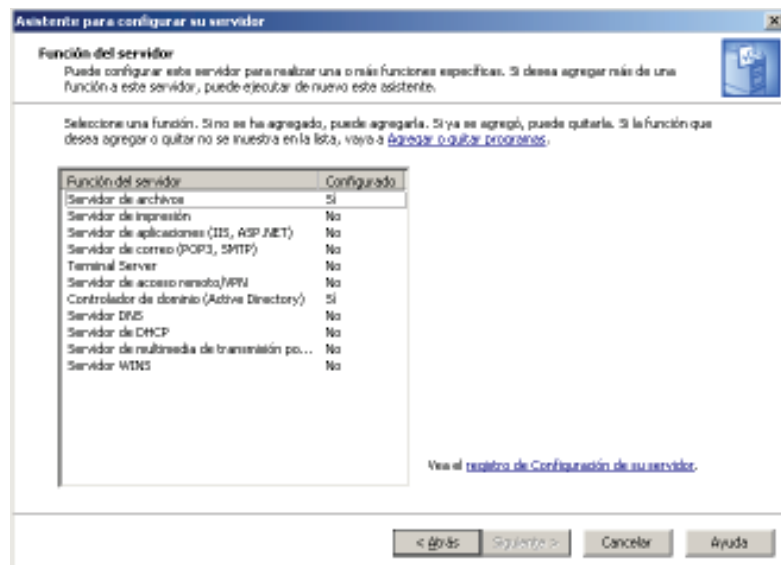 Asistente para configurar su servidor
Función del servidor
Puede configurar este servidor para realizar una o más funciones específicas. Si desea agregar más de una
función a este servidor, puede ejecutar de nuevo este asistente.
Seleccione una función. Si no se ha agregado, puede agregarla. Si ya se agregó, puede quitarla. Si la función que
desea agregar o quitar no se muestra en la lista, vaya a Agregar o quitar programas.
Función del servidor Configurado
Servidor de archivos Sí
Servidor de impresión No
Servidor de aplicaciones (IIS, ASP.NET) No
Servidor de correo (POP3, SMTP) No
Terminal Server No
Servidor de acceso remoto/VPN No
Controlador de dominio (Active Directory) Sí
Servidor DNS No
Servidor de DHCP No
Servidor de multimedia de transmisión po... No
Servidor WINS No
Vea el registro de Configuración de su servidor.
< Atrás Siguiente > Cancelar Ayuda